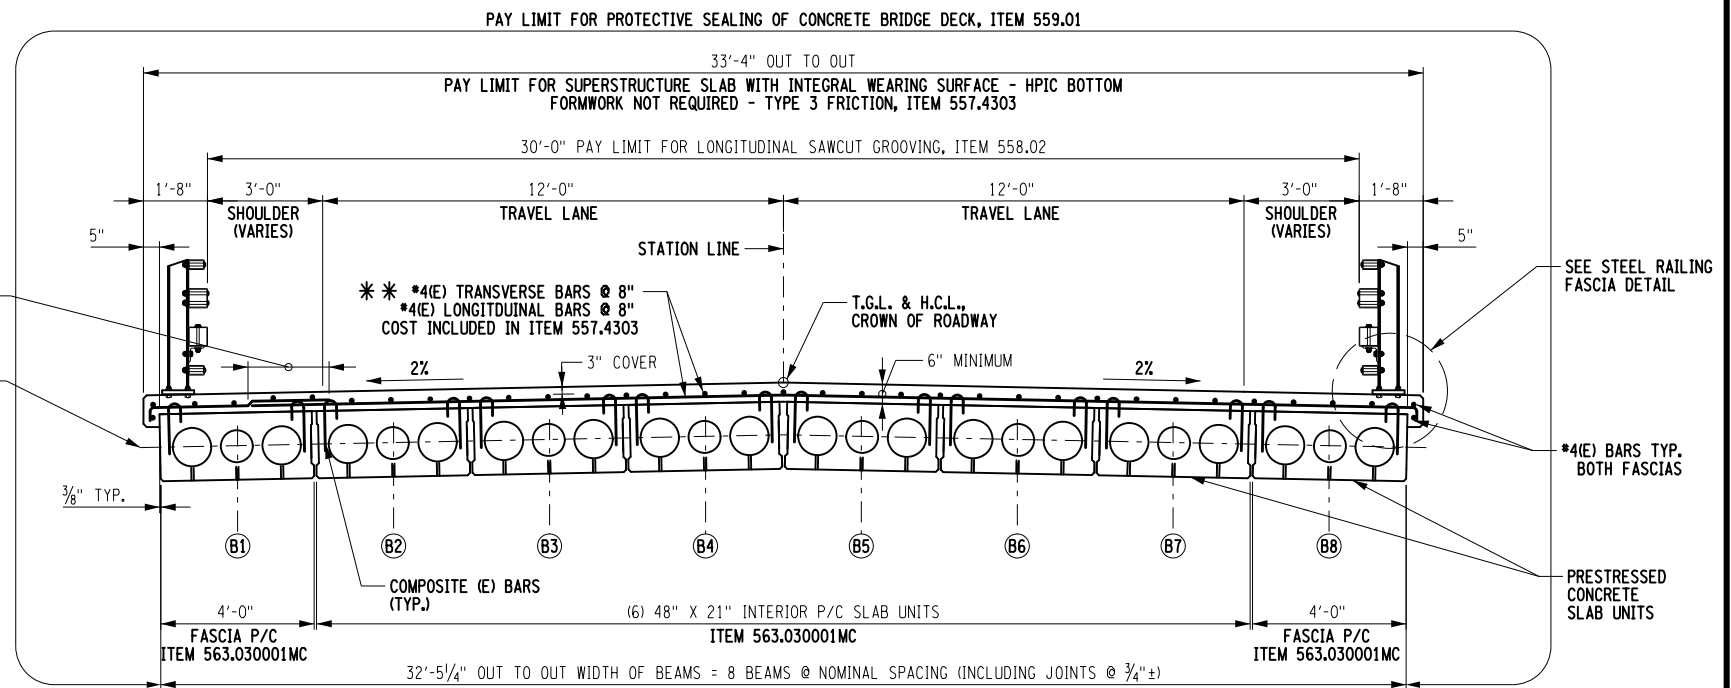 PAY LIMIT FOR PROTECTIVE SEALING OF CONCRETE BRIDGE DECK, ITEM 559.01
33'-4" OUT TO OUT
PAY LIMIT FOR SUPERSTRUCTURE SLAB WITH INTEGRAL WEARING SURFACE - HPIC BOTTOM
FORMWORK NOT REQUIRED - TYPE 3 FRICTION, ITEM 557.4303
30'-0" PAY LIMIT FOR LONGITUDINAL SAWCUT GROOVING, ITEM 558.02
1'-8" 3'-0" 12'-0" 12'-0" 3'-0" 1'-8"
SHOULDER (VARIES)
TRAVEL LANE
TRAVEL LANE
SHOULDER (VARIES)
5"
5"
STATION LINE
SEE STEEL RAILING
FASCIA DETAIL
** #4(E) TRANSVERSE BARS @ 8"
#4(E) LONGITDUINAL BARS @ 8"
COST INCLUDED IN ITEM 557.4303
T.G.L. & H.C.L.,
CROWN OF ROADWAY
2%
3" COVER
6" MINIMUM
2%
#4(E) BARS TYP.
BOTH FASCIAS
3/8" TYP.
B1 B2 B3 B4 B5 B6 B7 B8
COMPOSITE (E) BARS
(TYP.)
PRESTRESSED
CONCRETE
SLAB UNITS
4'-0"
FASCIA P/C
ITEM 563.030001MC
(6) 48" X 21" INTERIOR P/C SLAB UNITS
ITEM 563.030001MC
4'-0"
FASCIA P/C
ITEM 563.030001MC
32'-5 1/4" OUT TO OUT WIDTH OF BEAMS = 8 BEAMS @ NOMINAL SPACING (INCLUDING JOINTS @ 3/4"±)